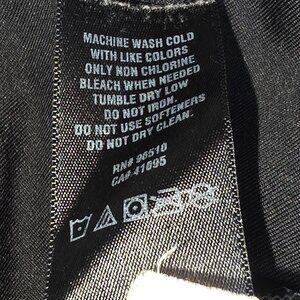 MACHINE WASH COLD
WITH LIKE COLORS
ONLY NON CHLORINE
BLEACH WHEN NEEDED
TUMBLE DRY LOW
DO NOT IRON.
DO NOT USE SOFTENERS
DO NOT DRY CLEAN.
RN# 96510
CA# 41095